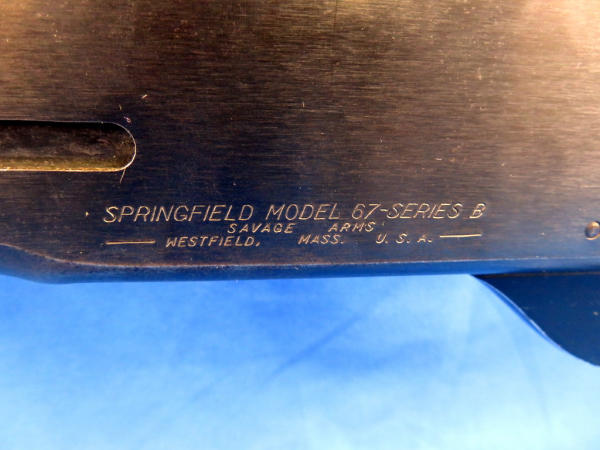 SPRINGFIELD MODEL 67-SERIES B
SAVAGE ARMS
WESTFIELD, MASS. U.S.A.